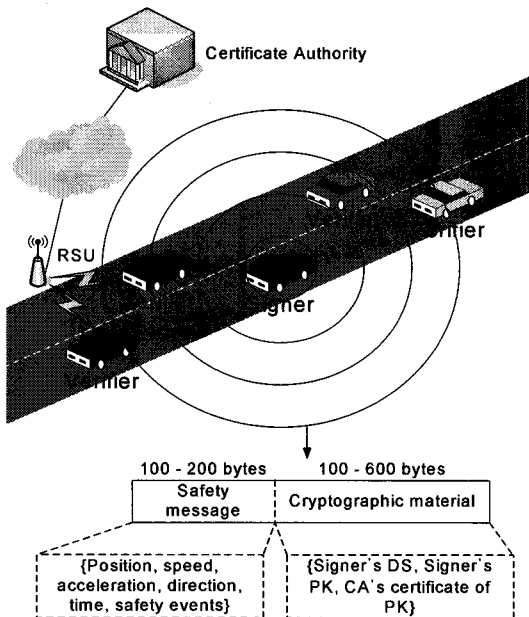 Certificate Authority
RSU
Verifier
100 - 200 bytes 100 - 600 bytes
Safety
message
Cryptographic material
{Position, speed,
acceleration, direction,
time, safety events}
{Signer's DS, Signer's
PK, CA's certificate of
PK}